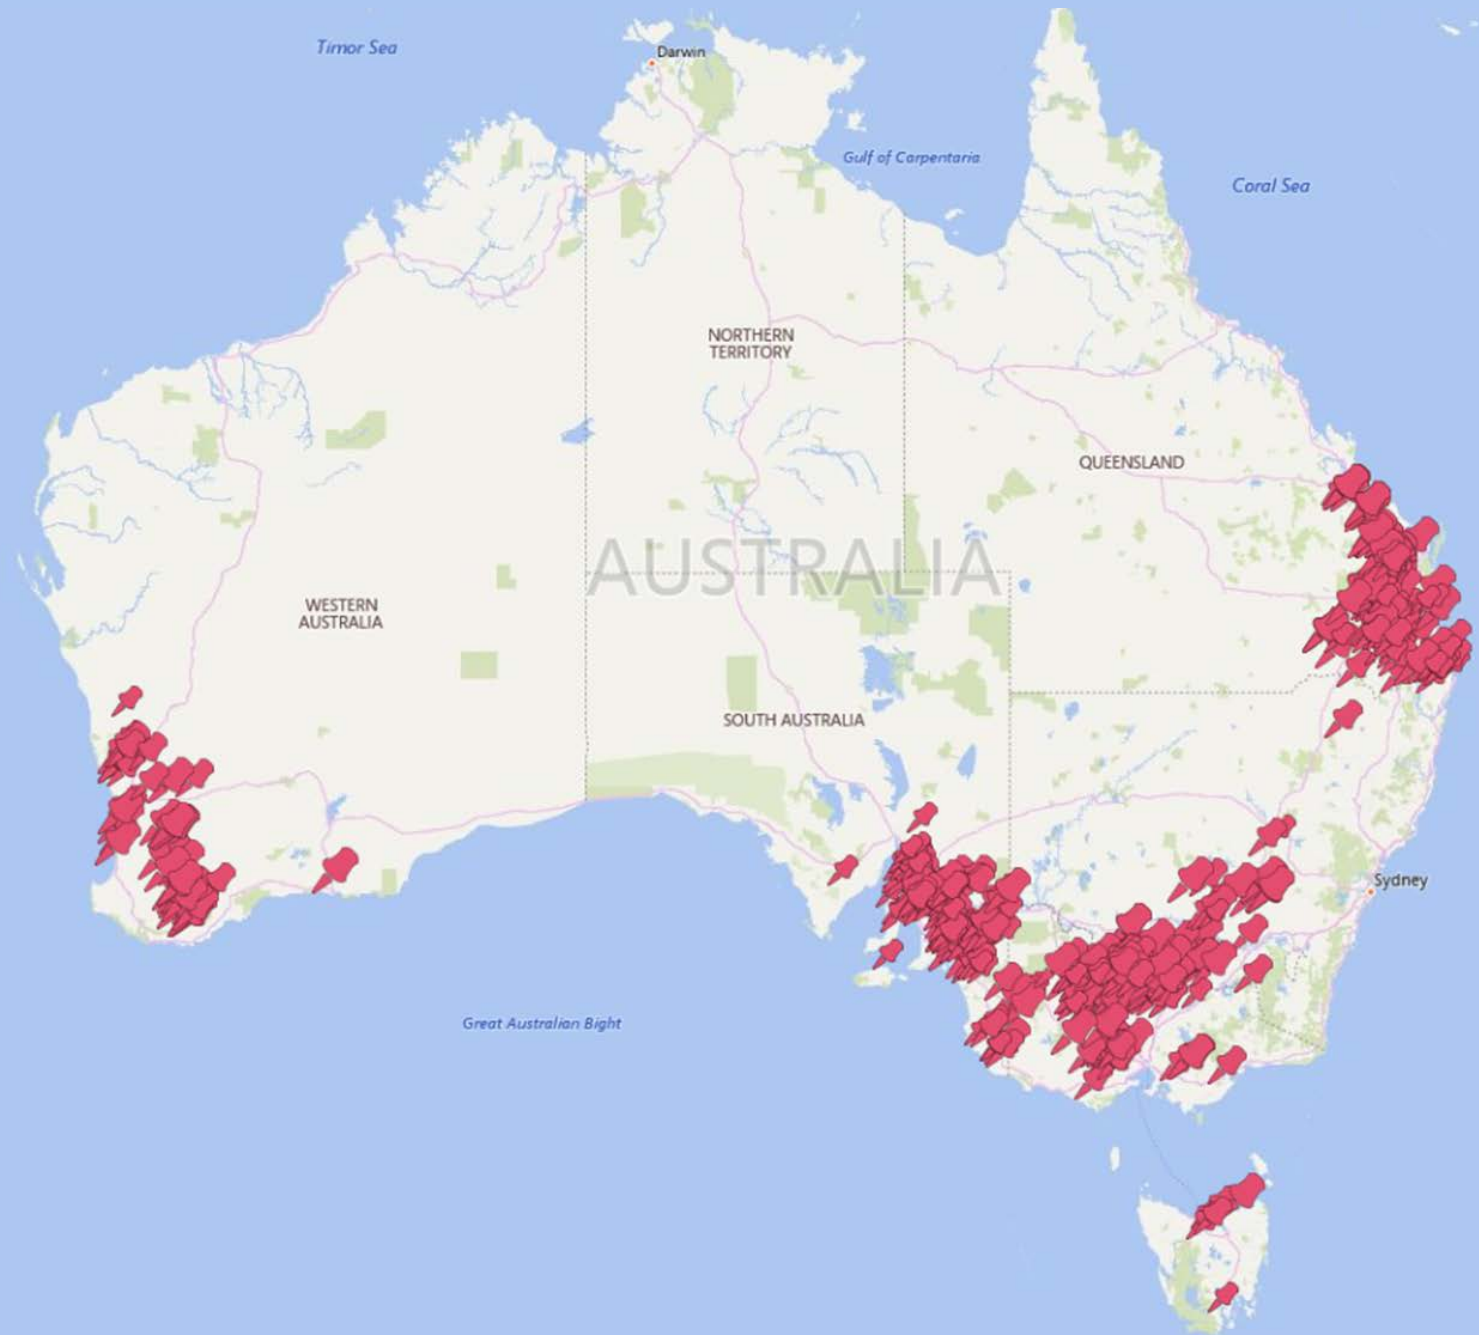 Timor Sea
Darwin
Gulf of Carpentaria
Coral Sea
NORTHERN
TERRITORY
QUEENSLAND
AUSTRALIA
WESTERN
AUSTRALIA
SOUTH AUSTRALIA
Sydney
Great Australian Bight